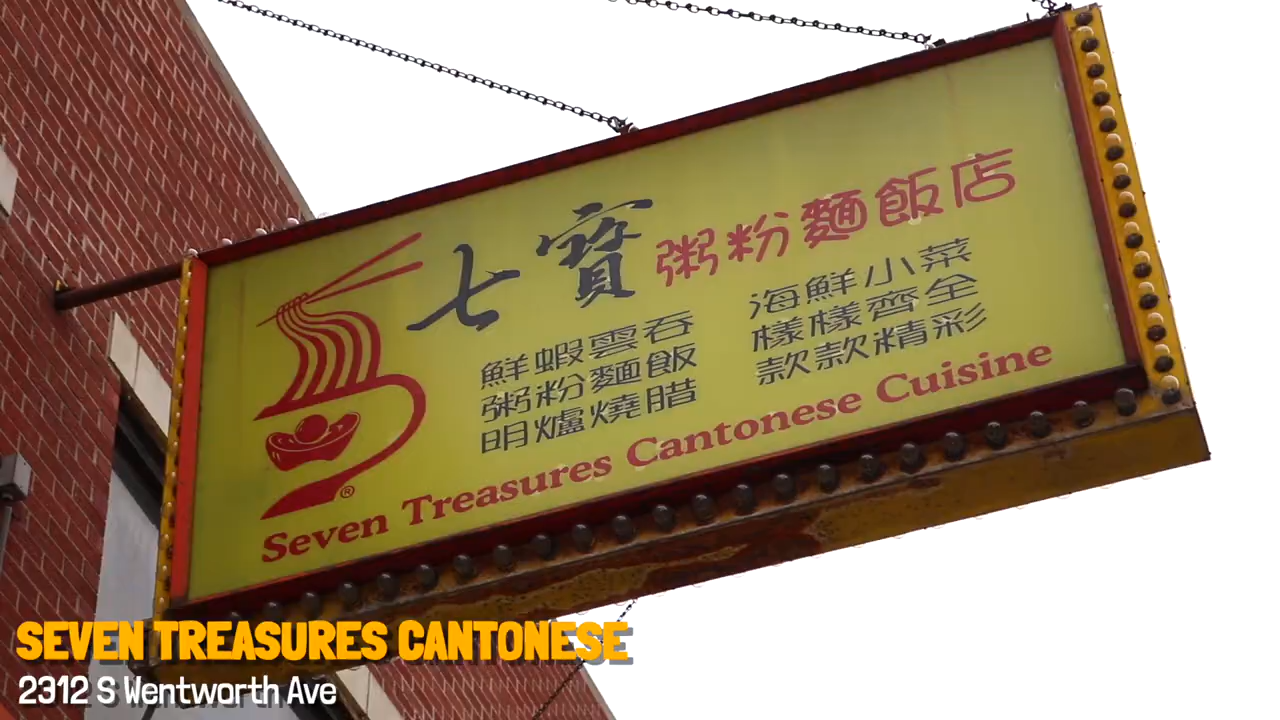 七寶粥粉麵飯店
鮮蝦雲吞
粥粉麵飯
明爐燒腊
海鮮小菜
樣樣齊全
款款精彩
®
Seven Treasures Cantonese Cuisine
SEVEN TREASURES CANTONESE
2312 S Wentworth Ave